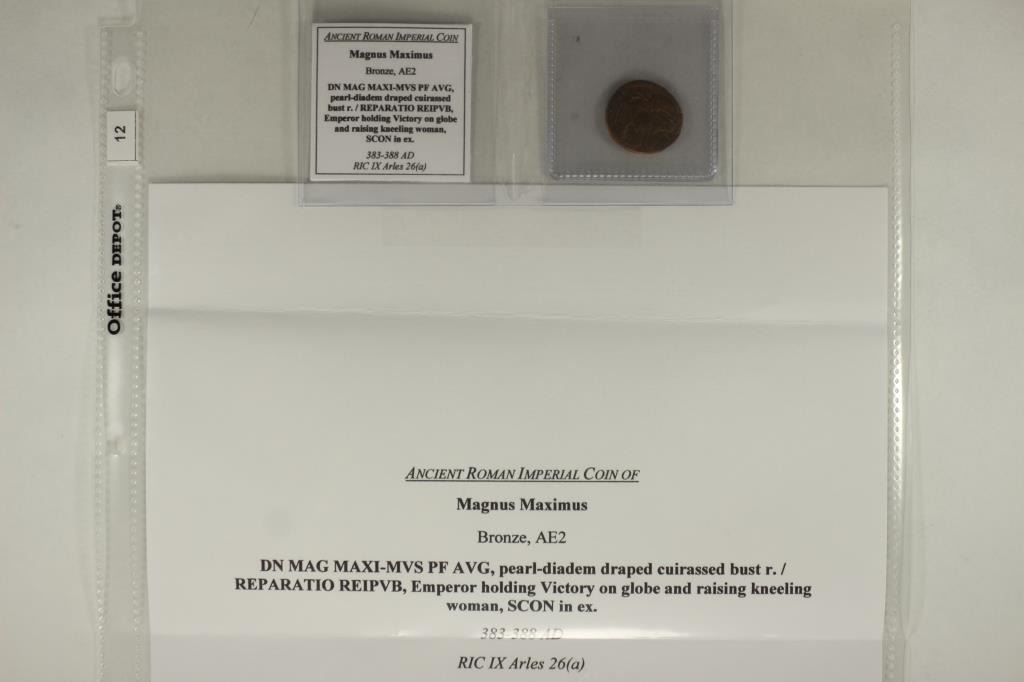 ANCIENT ROMAN IMPERIAL COIN
Magnus Maximus
Bronze, AE2
DN MAG MAXI-MVS PF AVG,
pearl-diadem draped cuirassed
bust r. / REPARATIO REIPVB,
Emperor holding Victory on globe
and raising kneeling woman,
SCON in ex.
383-388 AD
RIC IX Arles 26(a)
12
Office DEPOT®
ANCIENT ROMAN IMPERIAL COIN OF
Magnus Maximus
Bronze, AE2
DN MAG MAXI-MVS PF AVG, pearl-diadem draped cuirassed bust r. /
REPARATIO REIPVB, Emperor holding Victory on globe and raising kneeling
woman, SCON in ex.
383-388 AD
RIC IX Arles 26(a)